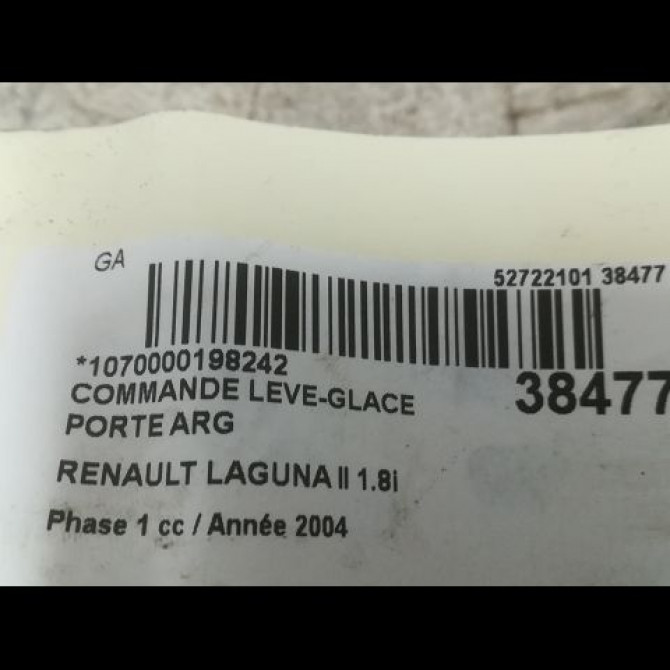 GA
52722101 38477
*1070000198242
38477
COMMANDE LEVE-GLACE
PORTE ARG
RENAULT LAGUNA II 1.8i
Phase 1 cc / Année 2004